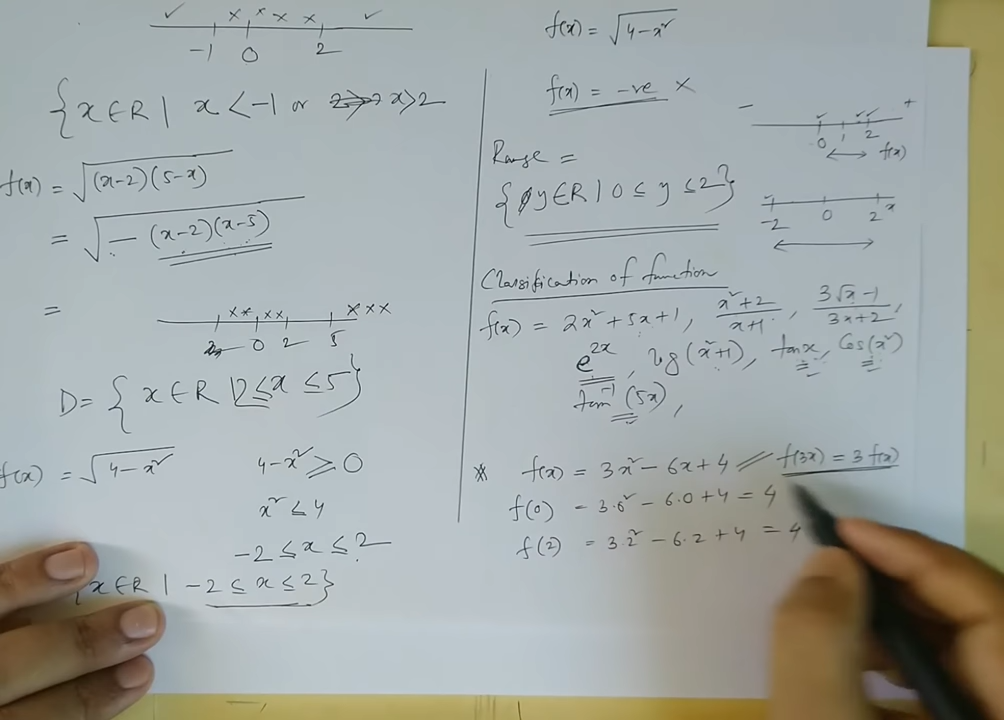 ✓ × × × × ✓
-1 0 2
{x∈R | x < -1 or x>2
f(x) = √(x-2)(5-x)
= √-(x-2)(x-5)
=
×× ×× ×××
0 2 5
D = {x∈R | 2≤x ≤5}
f(x) = √4-x² 4-x² ≥ 0
x² ≤ 4
-2 ≤ x ≤ 2
{x∈R | -2 ≤ x ≤ 2}
f(x) = √4-x²
f(x) = -ve ×
- +
0 1 2
f(x)
Range =
{y∈R | 0 ≤ y ≤ 2}
-2 0 2 x
Classification of function
f(x) = 2x²+5x+1, x²+2/x+1, 3√x-1/3x+2,
e^2x, log(x²+1), tanx, Cos(x²)
tan⁻¹(5x),
* f(x) = 3x²-6x+4 f(3x) = 3f(x)
f(0) = 3.0²-6.0+4 = 4
f(2) = 3.2²-6.2+4 = 4